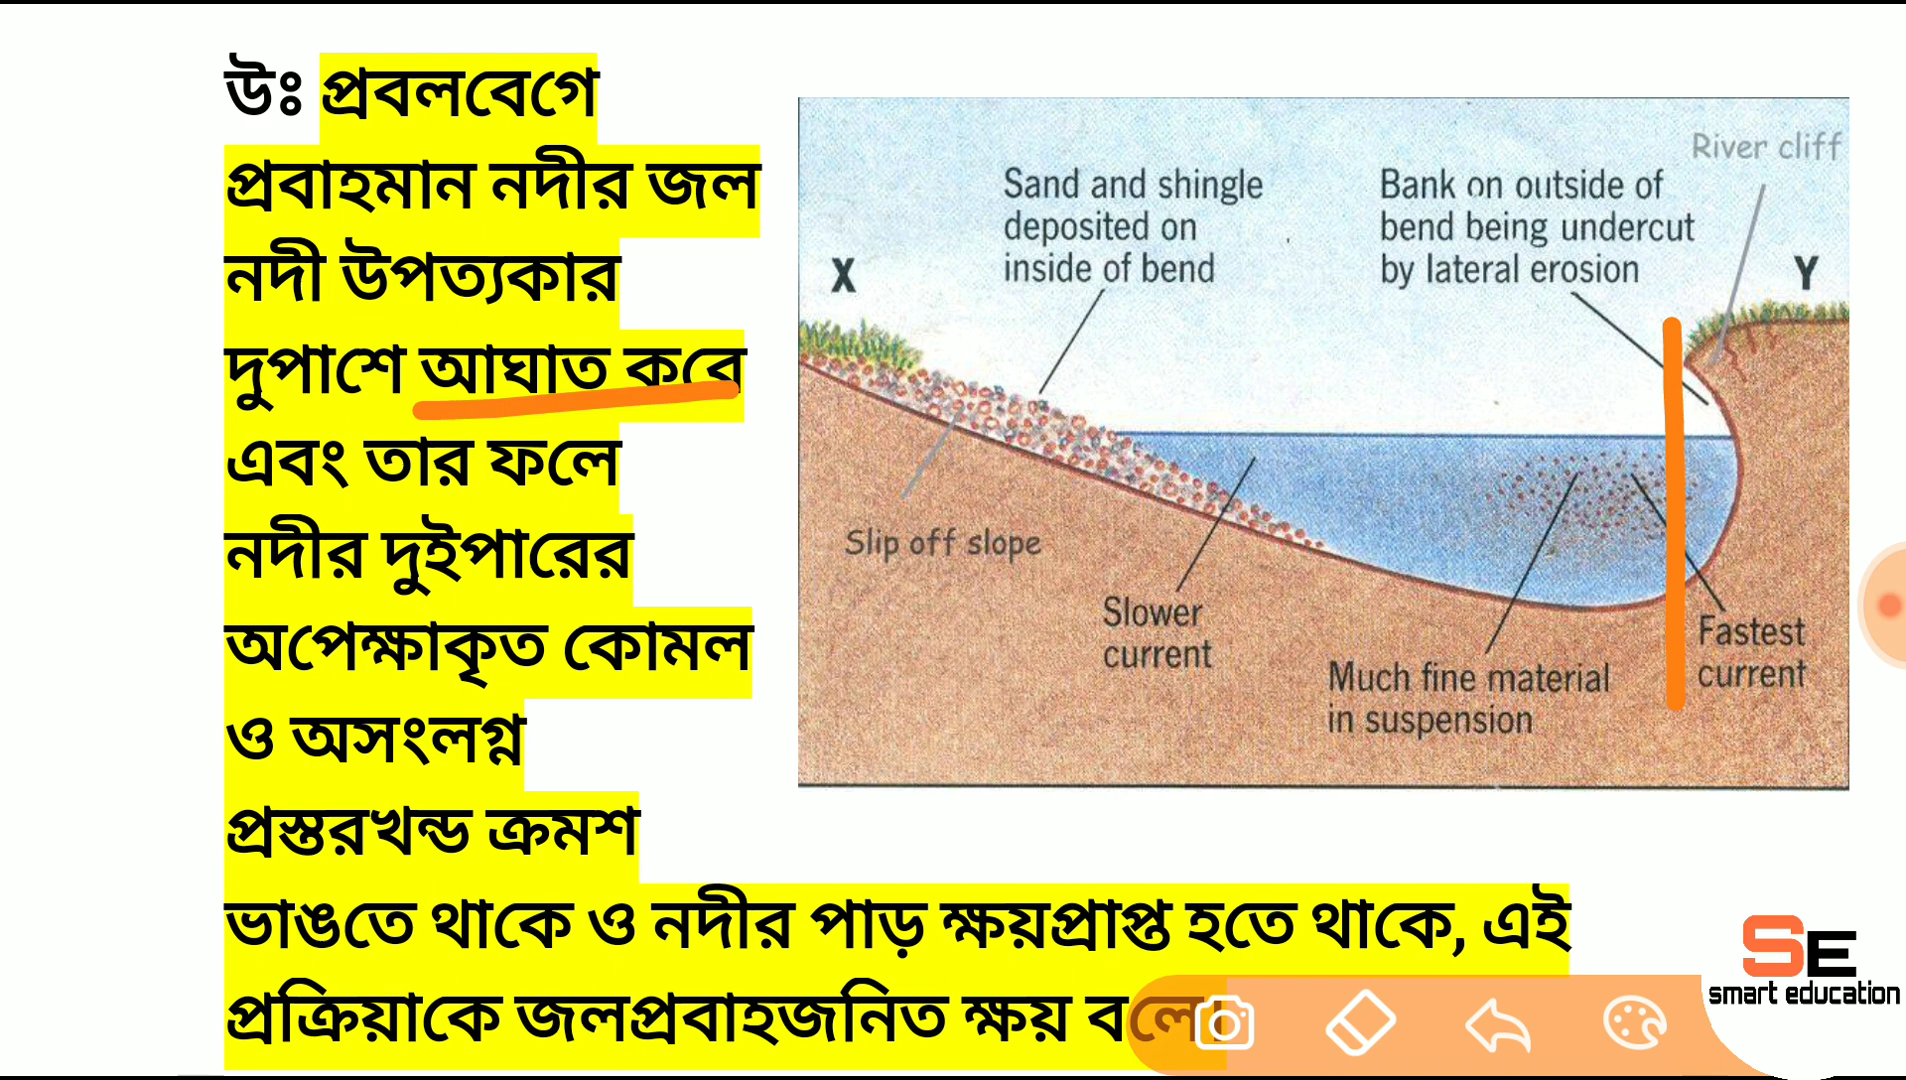 উঃ প্রবলবেগে
প্রবাহমান নদীর জল
নদী উপত্যকার
দুপাশে আঘাত করে
এবং তার ফলে
নদীর দুইপারের
অপেক্ষাকৃত কোমল
ও অসংলগ্ন
প্রস্তরখন্ড ক্রমশ
ভাঙতে থাকে ও নদীর পাড় ক্ষয়প্রাপ্ত হতে থাকে, এই
প্রক্রিয়াকে জলপ্রবাহজনিত ক্ষয় বলে।
River cliff
Sand and shingle
deposited on
inside of bend
Bank on outside of
bend being undercut
by lateral erosion
X
Y
Slip off slope
Slower
current
Much fine material
in suspension
Fastest
current
SE
smart education